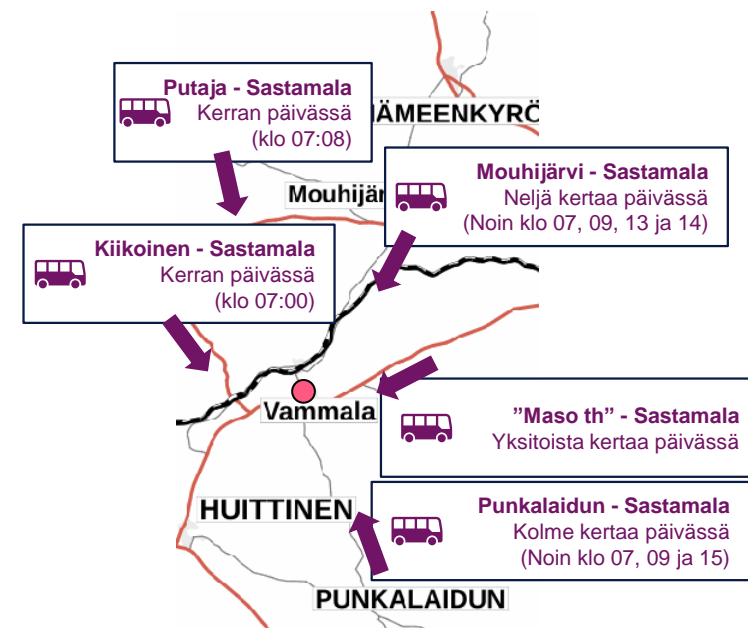 Putaja - Sastamala
Kerran päivässä
(klo 07:08)
ÄMEENKYRÖ
Mouhijär
Mouhijärvi - Sastamala
Neljä kertaa päivässä
(Noin klo 07, 09, 13 ja 14)
Kiikoinen - Sastamala
Kerran päivässä
(klo 07:00)
Vammala
”Maso th” - Sastamala
Yksitoista kertaa päivässä
HUITTINEN
Punkalaidun - Sastamala
Kolme kertaa päivässä
(Noin klo 07, 09 ja 15)
PUNKALAIDUN